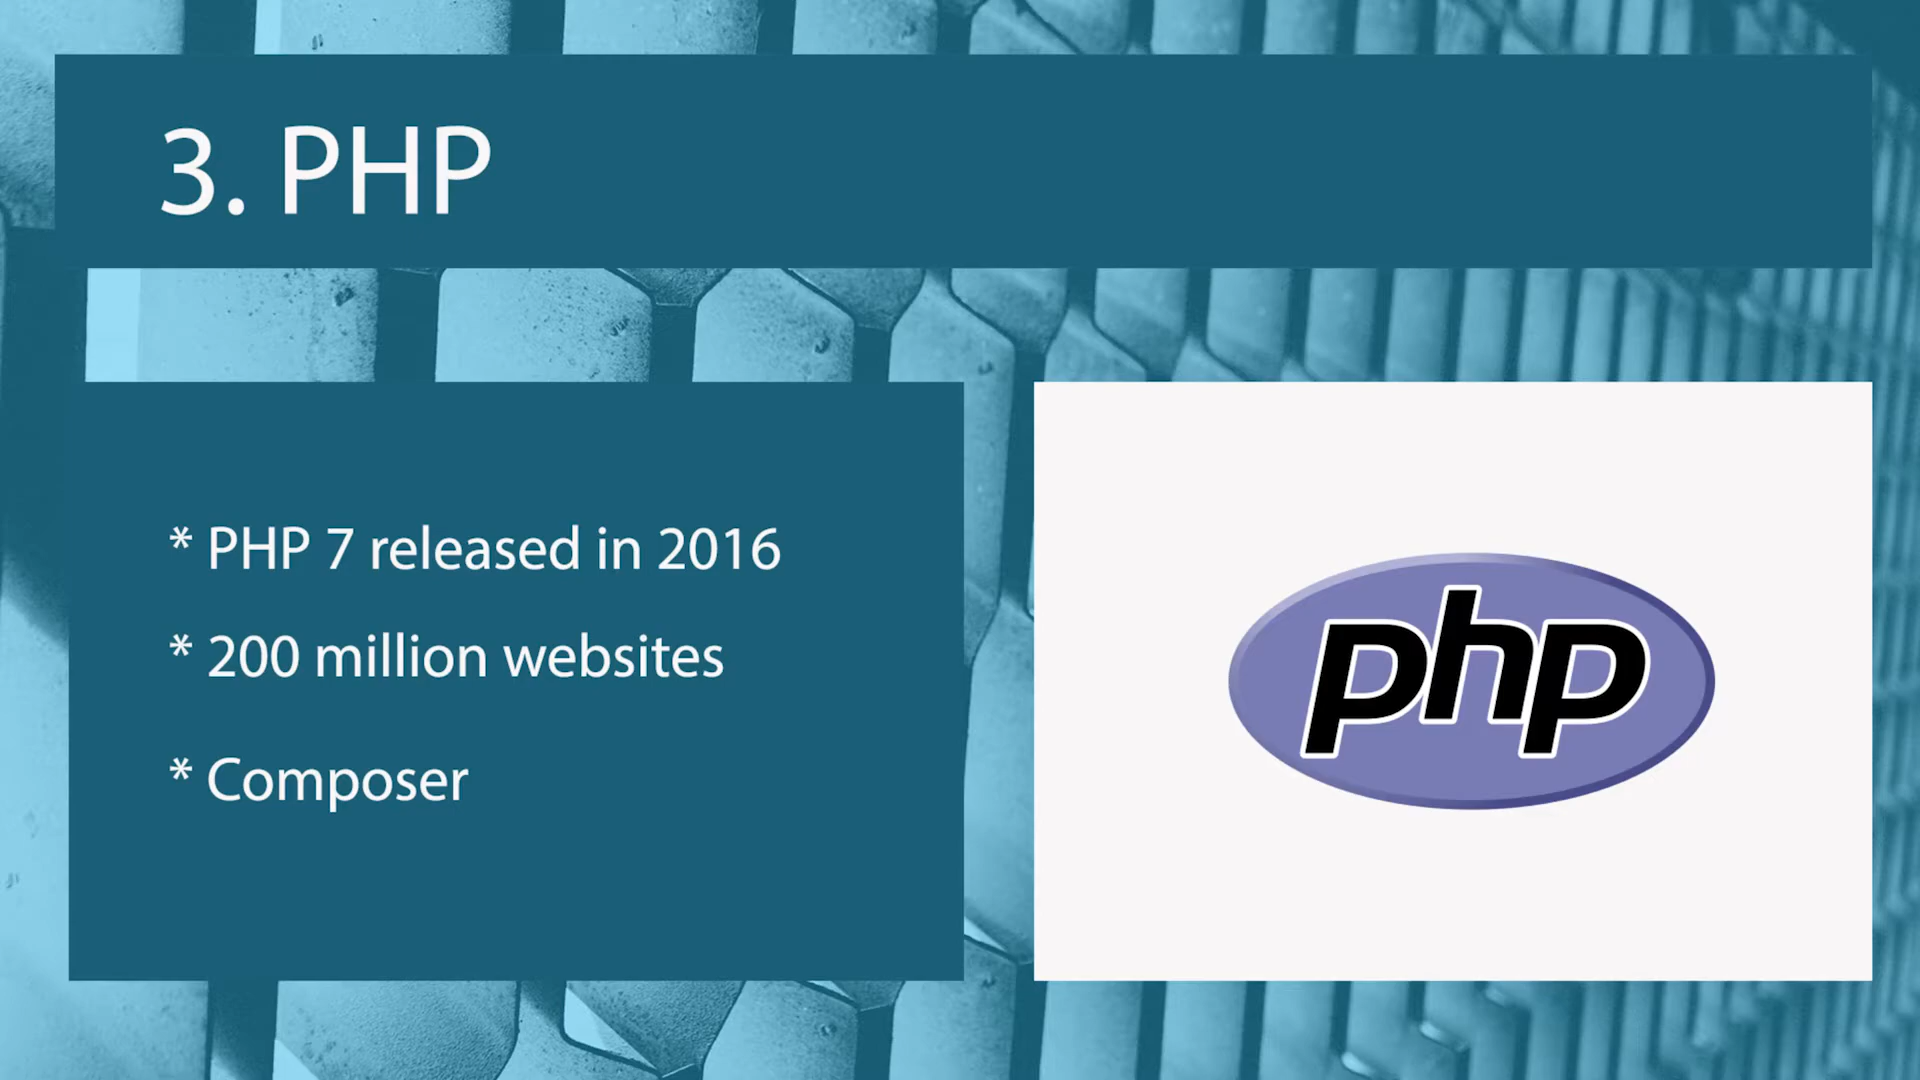 3. PHP
* PHP 7 released in 2016
* 200 million websites
* Composer
php